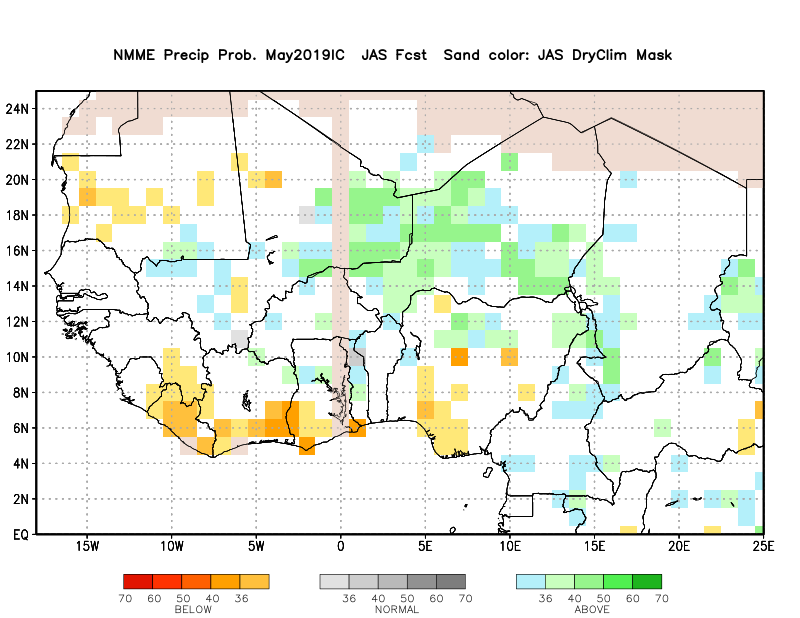 NMME Precip Prob. May2019IC  JAS Fcst  Sand color: JAS DryClim Mask
24N
22N
20N
18N
16N
14N
12N
10N
8N
6N
4N
2N
EQ
15W 10W 5W 0 5E 10E 15E 20E 25E
70 60 50 40 36
BELOW
36 40 50 60 70
NORMAL
36 40 50 60 70
ABOVE